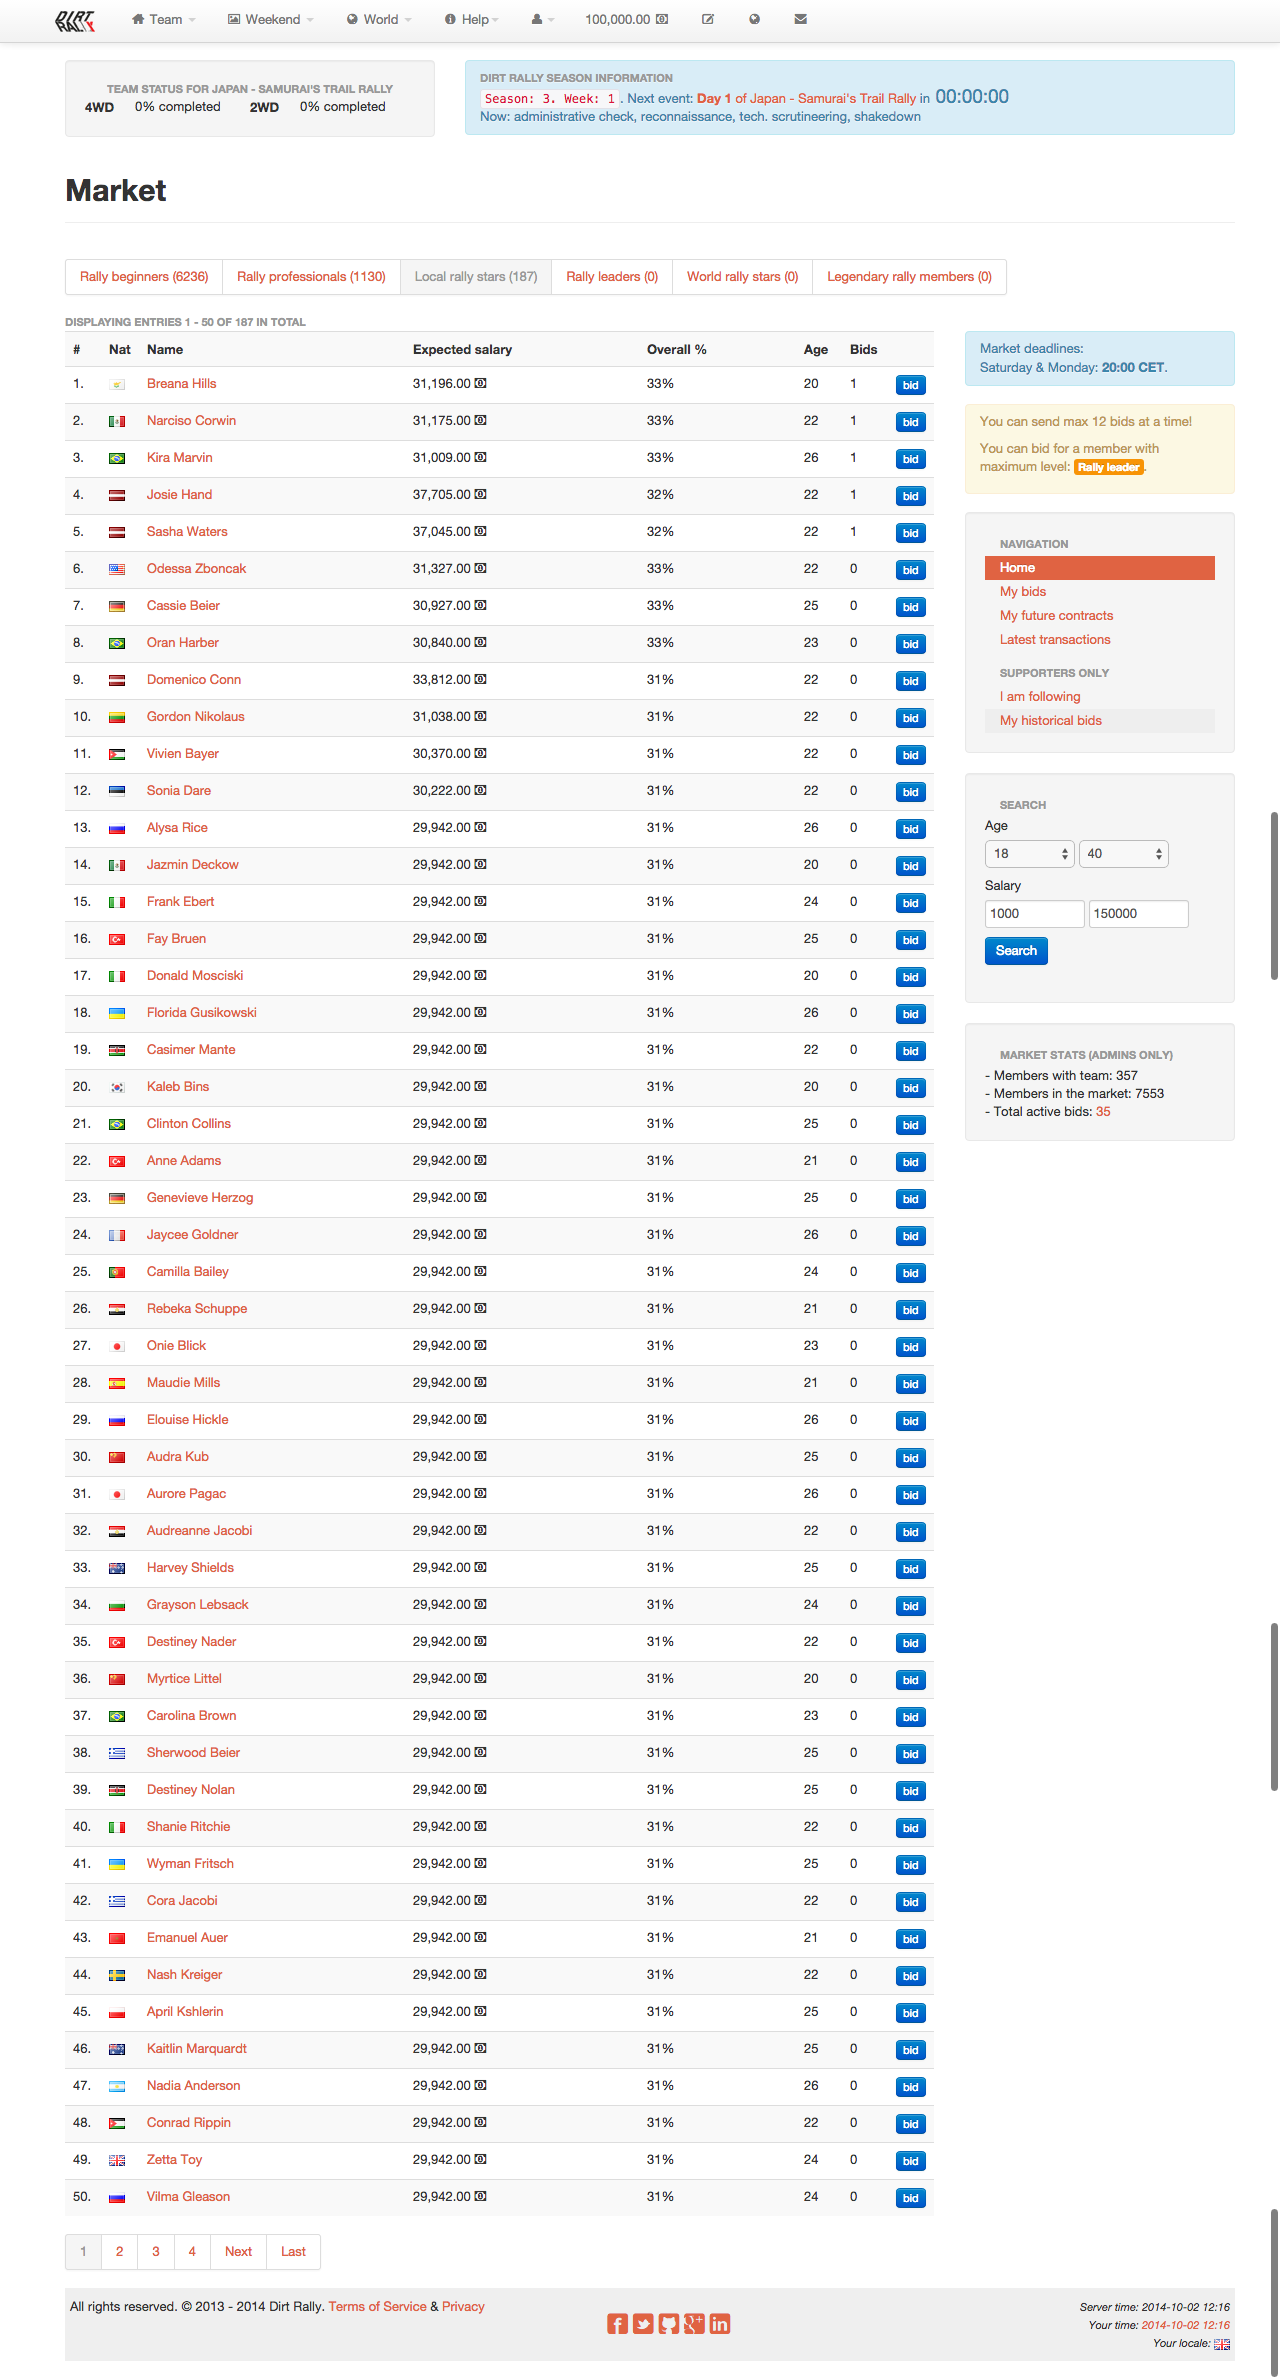 DIRT RALLY Team Weekend World Help 100,000.00
TEAM STATUS FOR JAPAN - SAMURAI'S TRAIL RALLY
4WD 0% completed 2WD 0% completed
DIRT RALLY SEASON INFORMATION
Season: 3. Week: 1. Next event: Day 1 of Japan - Samurai's Trail Rally in 00:00:00
Now: administrative check, reconnaissance, tech. scrutineering, shakedown
Market
Rally beginners (6236) Rally professionals (1130) Local rally stars (187) Rally leaders (0) World rally stars (0) Legendary rally members (0)
DISPLAYING ENTRIES 1 - 50 OF 187 IN TOTAL
# Nat Name Expected salary Overall % Age Bids
1. Breana Hills 31,196.00 33% 20 1 bid
2. Narciso Corwin 31,175.00 33% 22 1 bid
3. Kira Marvin 31,009.00 33% 26 1 bid
4. Josie Hand 37,705.00 32% 22 1 bid
5. Sasha Waters 37,045.00 32% 22 1 bid
6. Odessa Zboncak 31,327.00 33% 22 0 bid
7. Cassie Beier 30,927.00 33% 25 0 bid
8. Oran Harber 30,840.00 33% 23 0 bid
9. Domenico Conn 33,812.00 31% 22 0 bid
10. Gordon Nikolaus 31,038.00 31% 22 0 bid
11. Vivien Bayer 30,370.00 31% 22 0 bid
12. Sonia Dare 30,222.00 31% 22 0 bid
13. Alysa Rice 29,942.00 31% 26 0 bid
14. Jazmin Deckow 29,942.00 31% 20 0 bid
15. Frank Ebert 29,942.00 31% 24 0 bid
16. Fay Bruen 29,942.00 31% 25 0 bid
17. Donald Mosciski 29,942.00 31% 20 0 bid
18. Florida Gusikowski 29,942.00 31% 26 0 bid
19. Casimer Mante 29,942.00 31% 22 0 bid
20. Kaleb Bins 29,942.00 31% 20 0 bid
21. Clinton Collins 29,942.00 31% 25 0 bid
22. Anne Adams 29,942.00 31% 21 0 bid
23. Genevieve Herzog 29,942.00 31% 25 0 bid
24. Jaycee Goldner 29,942.00 31% 26 0 bid
25. Camilla Bailey 29,942.00 31% 24 0 bid
26. Rebeka Schuppe 29,942.00 31% 21 0 bid
27. Onie Blick 29,942.00 31% 23 0 bid
28. Maudie Mills 29,942.00 31% 21 0 bid
29. Elouise Hickle 29,942.00 31% 26 0 bid
30. Audra Kub 29,942.00 31% 25 0 bid
31. Aurore Pagac 29,942.00 31% 26 0 bid
32. Audreanne Jacobi 29,942.00 31% 22 0 bid
33. Harvey Shields 29,942.00 31% 25 0 bid
34. Grayson Lebsack 29,942.00 31% 24 0 bid
35. Destiney Nader 29,942.00 31% 22 0 bid
36. Myrtice Littel 29,942.00 31% 20 0 bid
37. Carolina Brown 29,942.00 31% 23 0 bid
38. Sherwood Beier 29,942.00 31% 25 0 bid
39. Destiney Nolan 29,942.00 31% 25 0 bid
40. Shanie Ritchie 29,942.00 31% 22 0 bid
41. Wyman Fritsch 29,942.00 31% 25 0 bid
42. Cora Jacobi 29,942.00 31% 22 0 bid
43. Emanuel Auer 29,942.00 31% 21 0 bid
44. Nash Kreiger 29,942.00 31% 22 0 bid
45. April Kshlerin 29,942.00 31% 25 0 bid
46. Kaitlin Marquardt 29,942.00 31% 25 0 bid
47. Nadia Anderson 29,942.00 31% 26 0 bid
48. Conrad Rippin 29,942.00 31% 22 0 bid
49. Zetta Toy 29,942.00 31% 24 0 bid
50. Vilma Gleason 29,942.00 31% 24 0 bid
1 2 3 4 Next Last
Market deadlines:
Saturday & Monday: 20:00 CET.
You can send max 12 bids at a time!
You can bid for a member with
maximum level: Rally leader.
NAVIGATION
Home
My bids
My future contracts
Latest transactions
SUPPORTERS ONLY
I am following
My historical bids
SEARCH
Age
18 40
Salary
1000 150000
Search
MARKET STATS (ADMINS ONLY)
- Members with team: 357
- Members in the market: 7553
- Total active bids: 35
All rights reserved. © 2013 - 2014 Dirt Rally. Terms of Service & Privacy
Server time: 2014-10-02 12:16
Your time: 2014-10-02 12:16
Your locale: